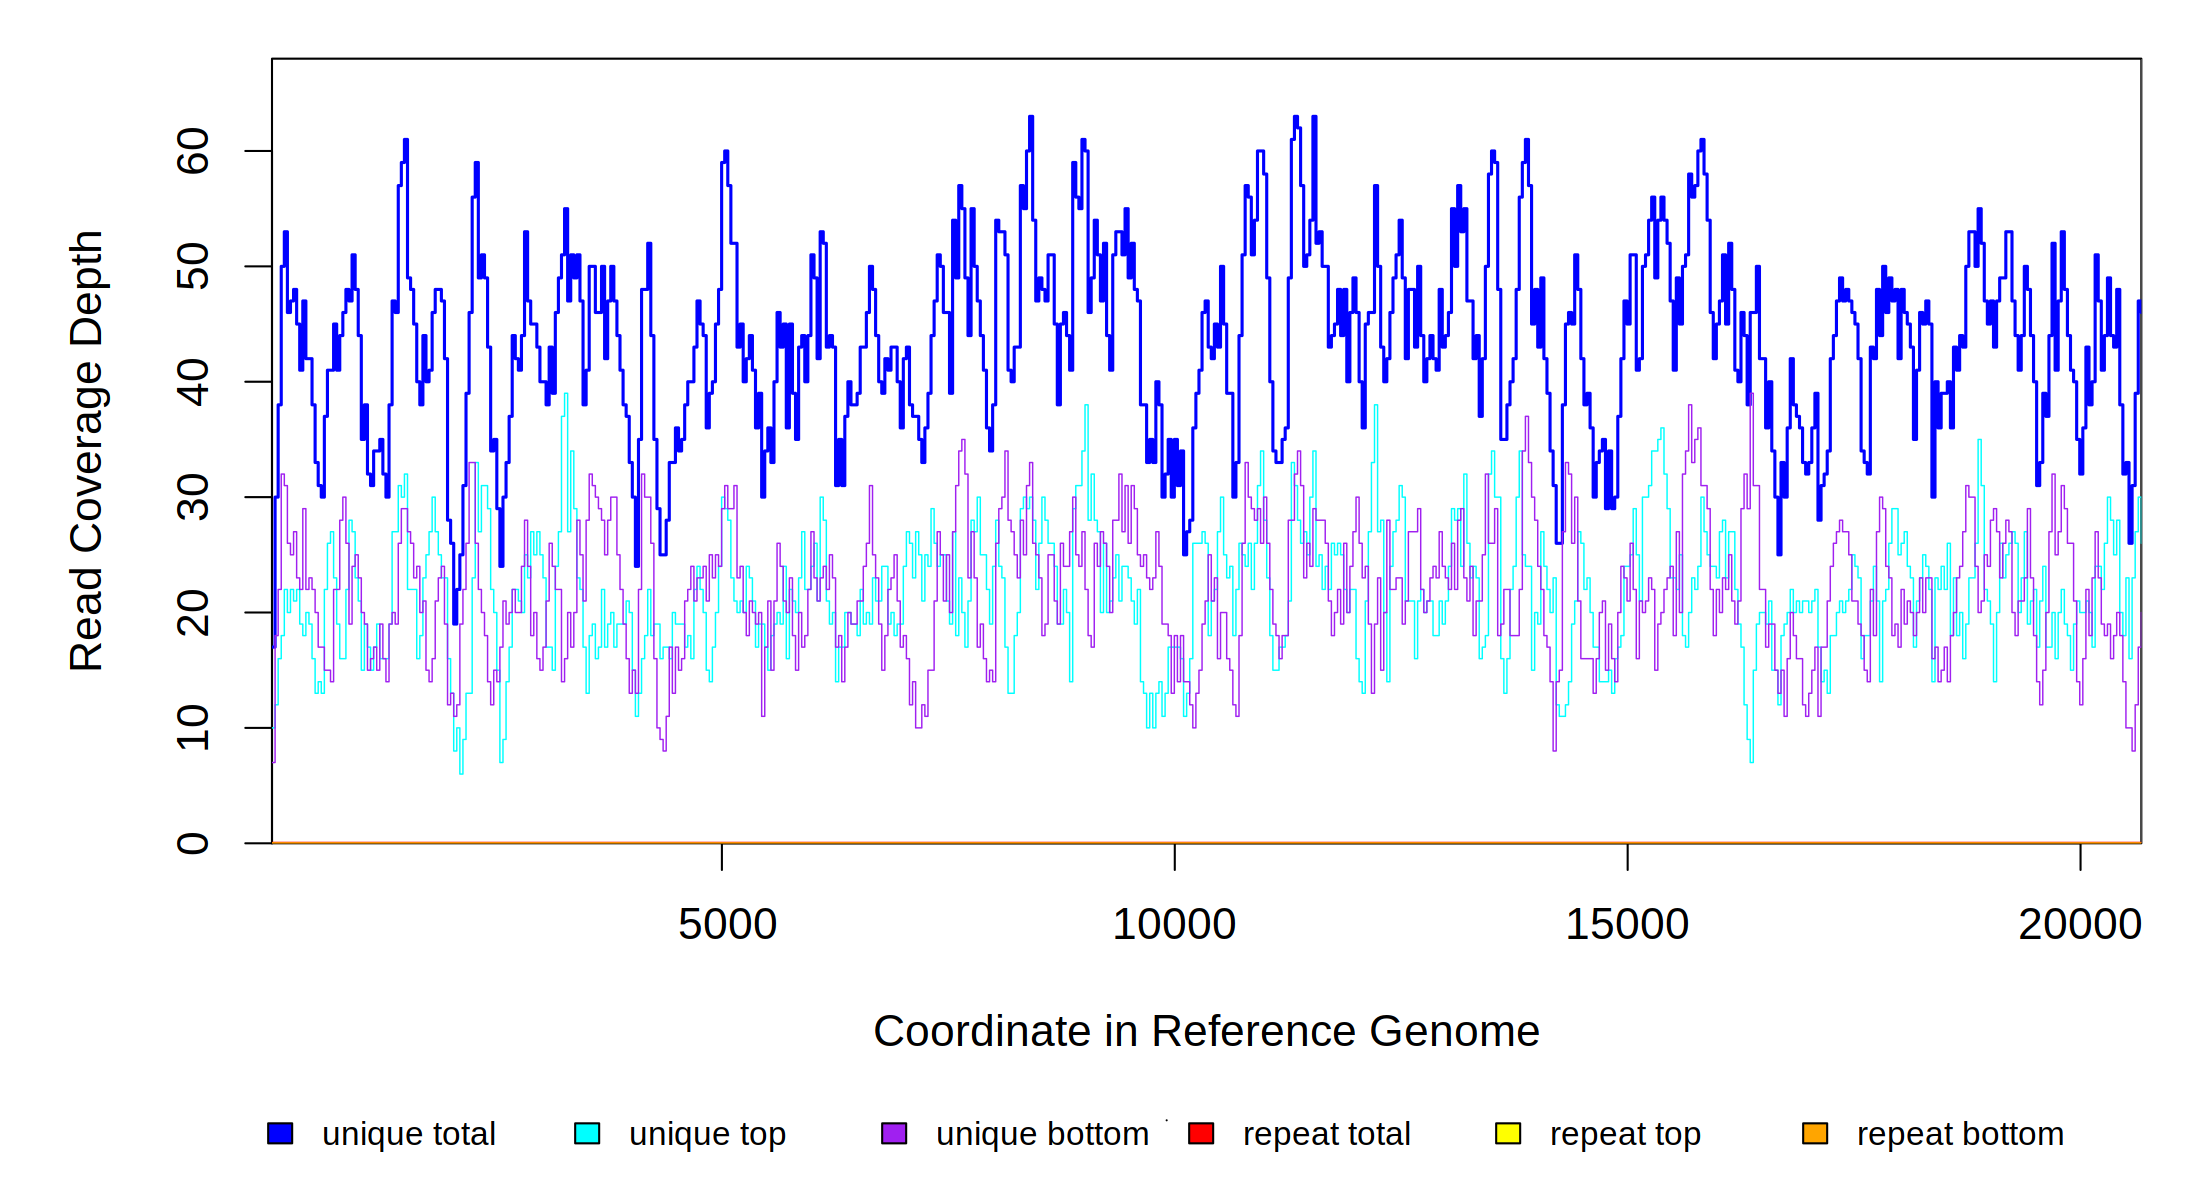 Read Coverage Depth
60
50
40
30
20
10
0
5000 10000 15000 20000
Coordinate in Reference Genome
unique total unique top unique bottom repeat total repeat top repeat bottom